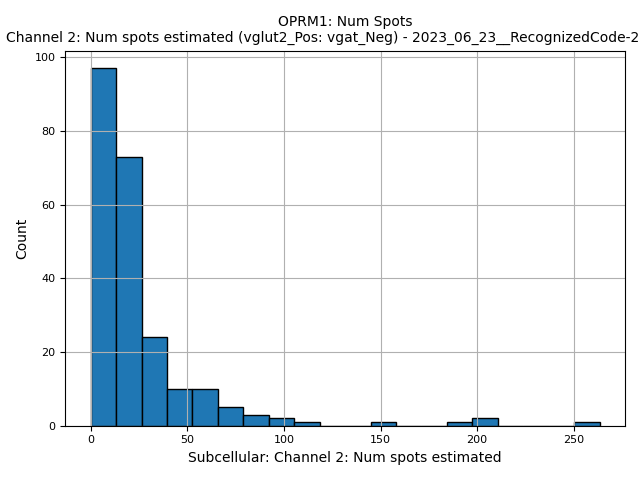 OPRM1: Num Spots
Channel 2: Num spots estimated (vglut2_Pos: vgat_Neg) - 2023_06_23__RecognizedCode-2
100
80
60
40
20
0
Count
0 50 100 150 200 250
Subcellular: Channel 2: Num spots estimated